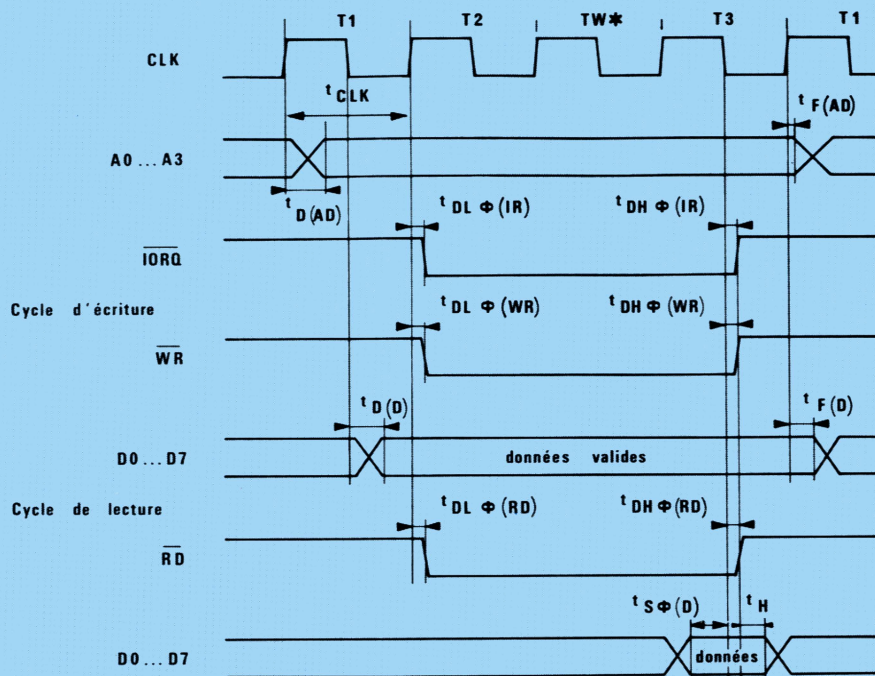 T1 T2 TW* T3 T1
CLK
t CLK
t F(AD)
A0...A3
t D(AD)
t DL Φ(IR) t DH Φ(IR)
IORQ
Cycle d'écriture
t DL Φ(WR) t DH Φ(WR)
WR
t D(D) t F(D)
D0...D7 données valides
Cycle de lecture
t DL Φ(RD) t DH Φ(RD)
RD
t S Φ(D) t H
D0...D7 données